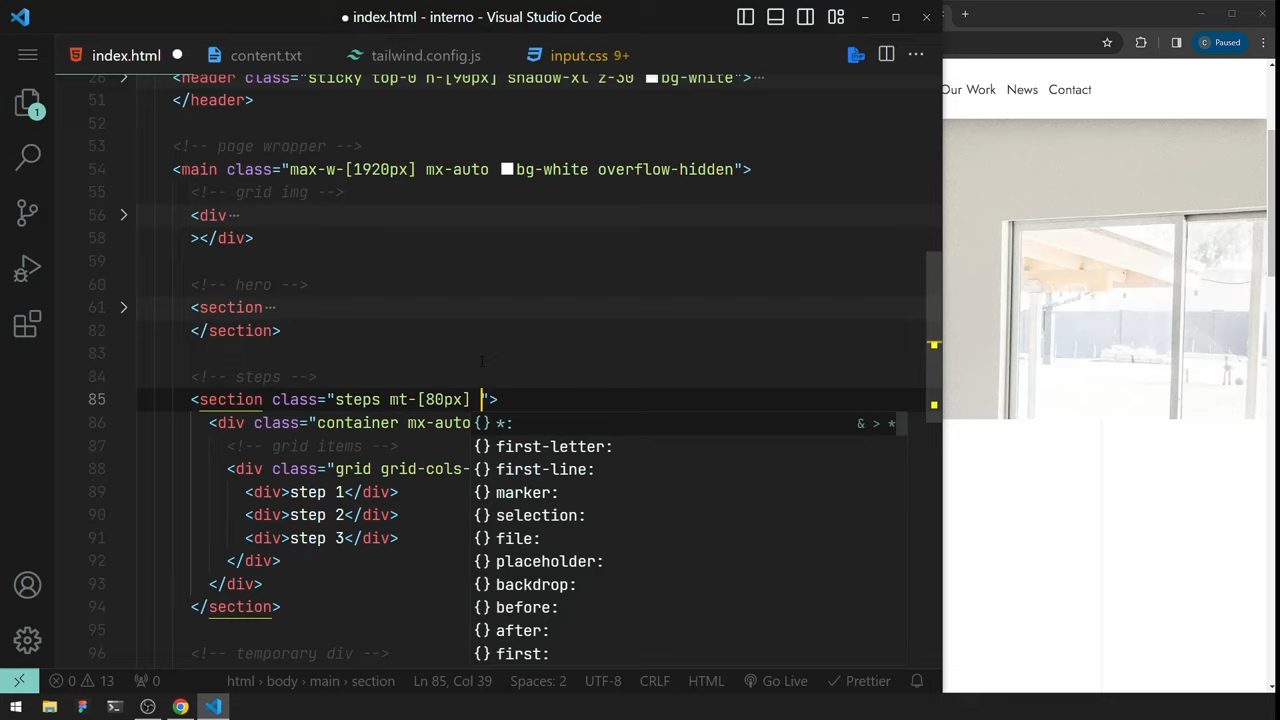 index.html - interno - Visual Studio Code
index.html
content.txt
tailwind.config.js
input.css 9+
Paused
Our Work News Contact
26 <header class="sticky top-0 h-[90px] shadow-xl z-30 bg-white">…
51 </header>
52
53 <!-- page wrapper -->
54 <main class="max-w-[1920px] mx-auto bg-white overflow-hidden">
55 <!-- grid img -->
56 <div…
58 ></div>
59
60 <!-- hero -->
61 <section…
82 </section>
83
84 <!-- steps -->
85 <section class="steps mt-[80px] ">
86 <div class="container mx-auto
87 <!-- grid items -->
88 <div class="grid grid-cols-
89 <div>step 1</div>
90 <div>step 2</div>
91 <div>step 3</div>
92 </div>
93 </div>
94 </section>
95
96 <!-- temporary div -->
{} *: & > *
{} first-letter:
{} first-line:
{} marker:
{} selection:
{} file:
{} placeholder:
{} backdrop:
{} before:
{} after:
{} first:
1
C
0 13 0
html › body › main › section
Ln 85, Col 39
Spaces: 2
UTF-8
CRLF
HTML
Go Live
Prettier